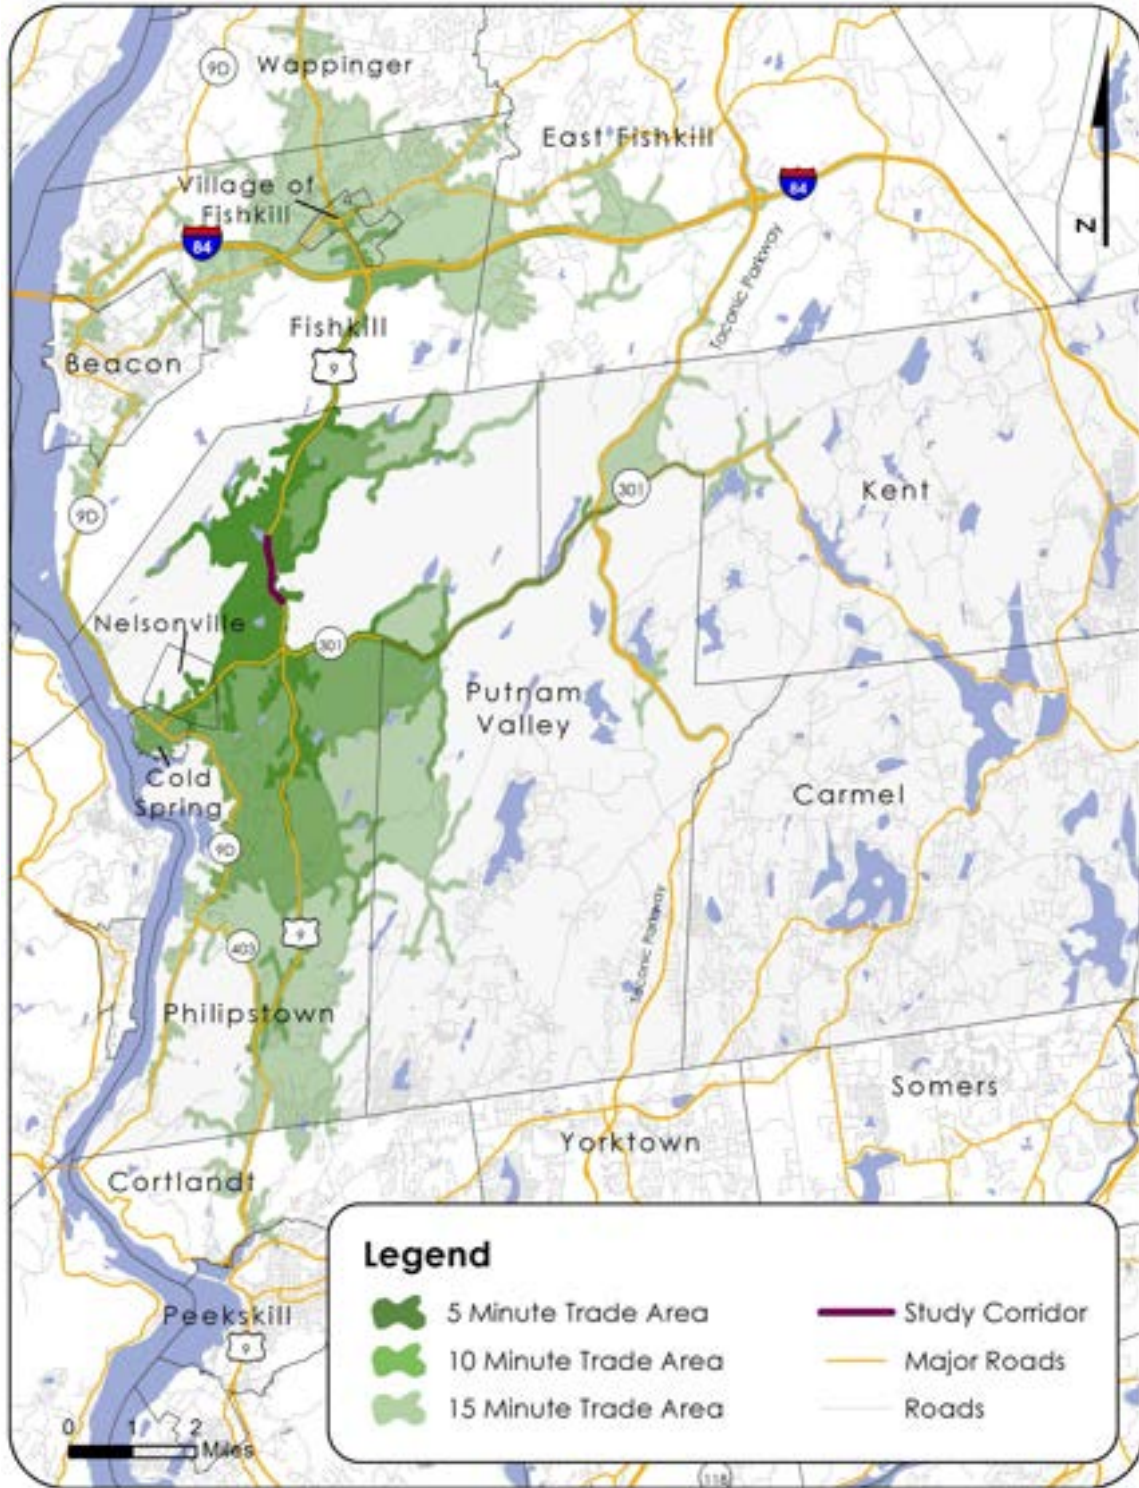 9D
Wappinger
East Fishkill
Village of
Fishkill
84
84
N
Taconic Parkway
Fishkill
9
Beacon
9D
301
Kent
Nelsonville
301
Putnam
Valley
Cold
Spring
Carmel
9D
9
403
Taconic Parkway
Philipstown
Somers
Yorktown
Cortlandt
Peekskill
9
Legend
5 Minute Trade Area
10 Minute Trade Area
15 Minute Trade Area
Study Corridor
Major Roads
Roads
0 1 2
Miles
118